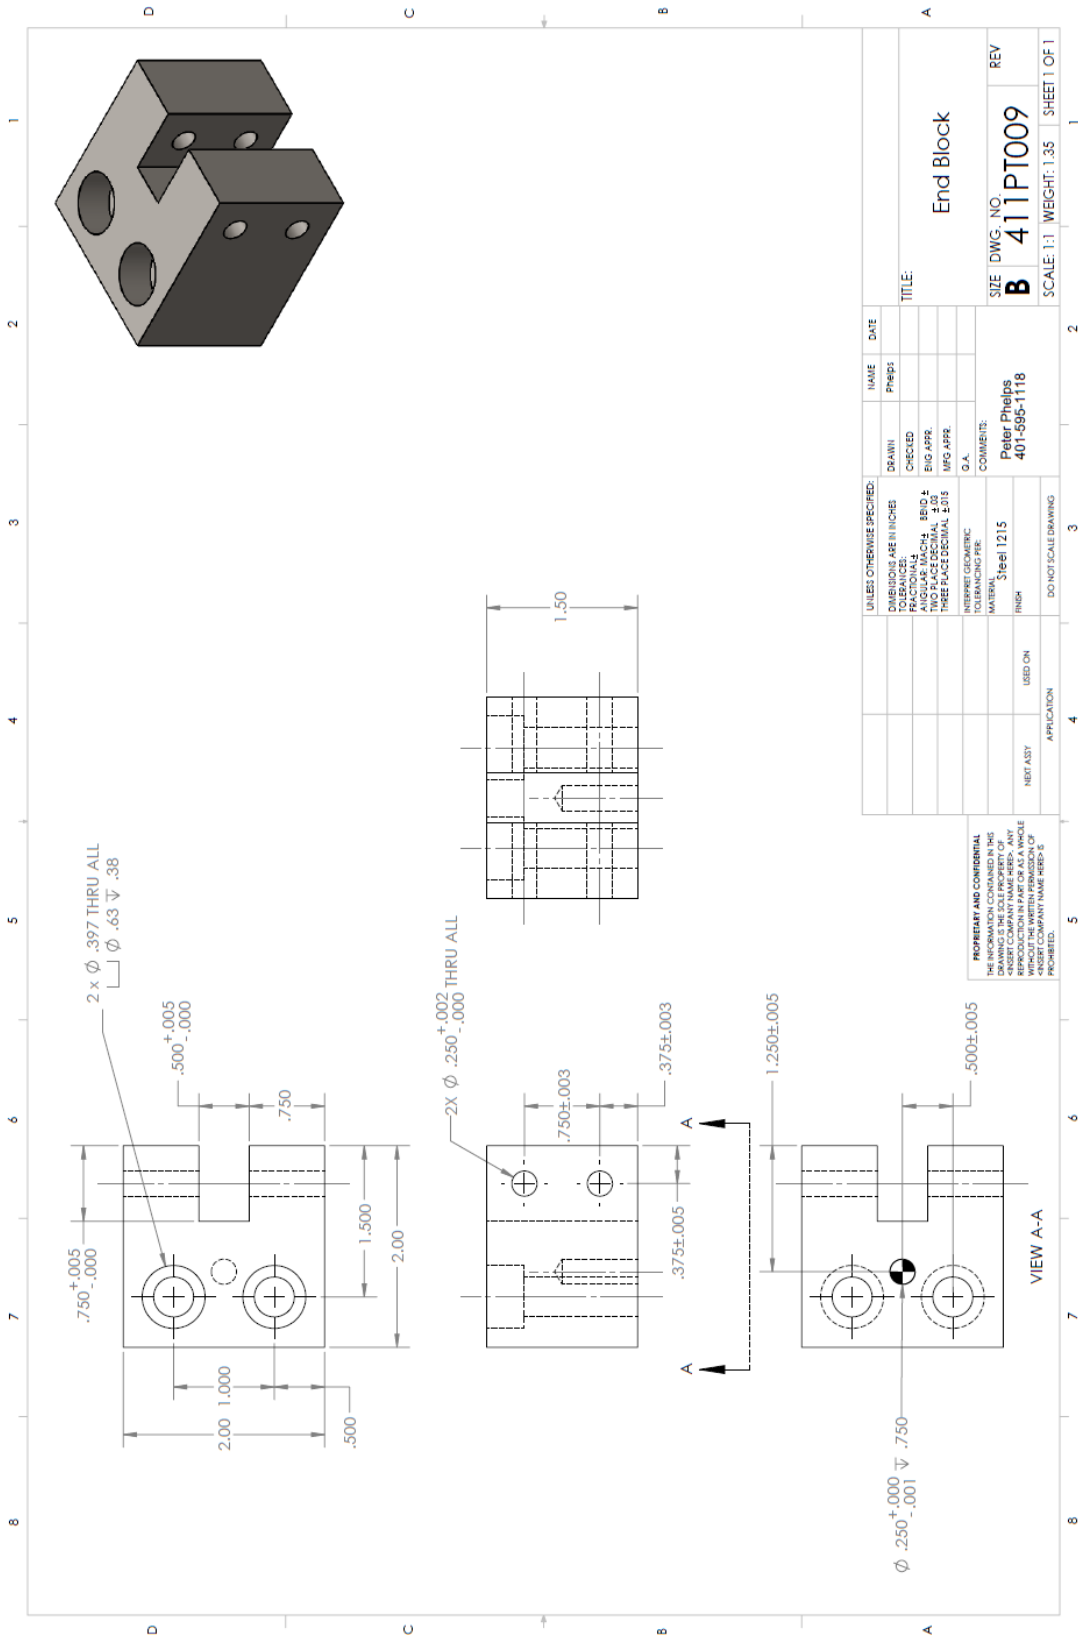 8
7
6
5
4
3
2
1
D
C
B
A
2 x Ø .397 THRU ALL
⌴ Ø .63 ↧ .38
.750 +.005 -.000
.500 +.005 -.000
.750
1.500
2.00
2.00
1.000
.500
2X Ø .250 +.002 -.000 THRU ALL
.750±.003
.375±.003
.375±.005
A
A
1.50
1.250±.005
.500±.005
Ø .250 +.000 -.001 ↧ .750
VIEW A-A
PROPRIETARY AND CONFIDENTIAL
THE INFORMATION CONTAINED IN THIS
DRAWING IS THE SOLE PROPERTY OF
<INSERT COMPANY NAME HERE>. ANY
REPRODUCTION IN PART OR AS A WHOLE
WITHOUT THE WRITTEN PERMISSION OF
<INSERT COMPANY NAME HERE> IS
PROHIBITED.
NEXT ASSY
USED ON
APPLICATION
UNLESS OTHERWISE SPECIFIED:
DIMENSIONS ARE IN INCHES
TOLERANCES:
FRACTIONAL±
ANGULAR: MACH± BEND ±
TWO PLACE DECIMAL ±.03
THREE PLACE DECIMAL ±.015
INTERPRET GEOMETRIC
TOLERANCING PER:
MATERIAL
Steel 1215
FINISH
DO NOT SCALE DRAWING
NAME
DATE
DRAWN
Phelps
CHECKED
ENG APPR.
MFG APPR.
Q.A.
COMMENTS:
Peter Phelps
401-595-1118
TITLE:
End Block
SIZE
B
DWG. NO.
411PT009
REV
SCALE: 1:1
WEIGHT: 1.35
SHEET 1 OF 1
8
7
6
5
4
3
2
1
D
C
B
A